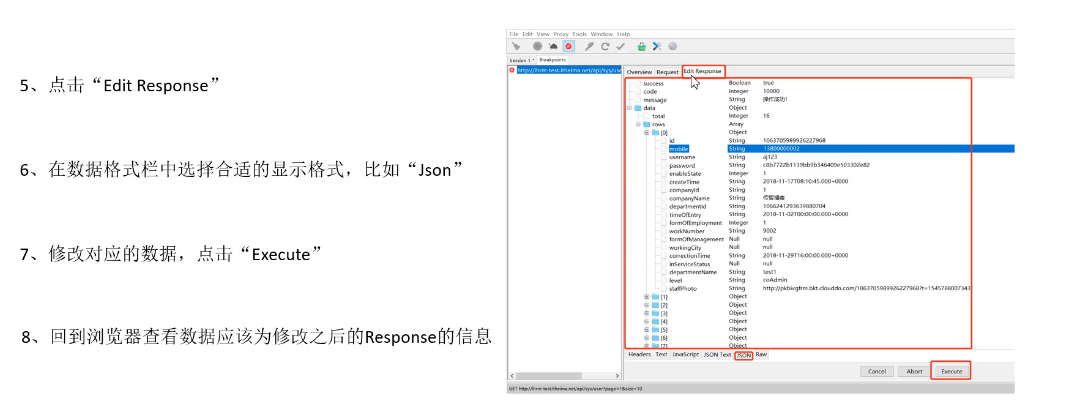 5、点击“Edit Response”
6、在数据格式栏中选择合适的显示格式，比如“Json”
7、修改对应的数据，点击“Execute”
8、回到浏览器查看数据应该为修改之后的Response的信息
File Edit View Proxy Tools Window Help
Session 1 * Breakpoints
http://ihrm-test.itheima.net/api/sys/use
Overview Request Edit Response
success Boolean true
code Integer 10000
message String 操作成功!
data Object
total Integer 16
rows Array
[0] Object
id String 1063705989926227968
mobile String 13800000002
username String aj123
password String c8b7722b1139bb9b346409e503302e82
enableState Integer 1
createTime String 2018-11-17T08:10:45.000+0000
companyId String 1
companyName String 传智播客
departmentId String 1066241293639880704
timeOfEntry String 2018-11-02T00:00:00.000+0000
formOfEmployment Integer 1
workNumber String 9002
formOfManagement Null null
workingCity Null null
correctionTime String 2018-11-29T16:00:00.000+0000
inServiceStatus Null null
departmentName String test1
level String coAdmin
staffPhoto String http://pkbivgfrm.bkt.clouddn.com/1063705989926227968?t=1545788007343
[1] Object
[2] Object
[3] Object
[4] Object
[5] Object
[6] Object
[7] Object
Headers Text JavaScript JSON Text JSON Raw
Cancel Abort Execute
GET http://ihrm-test.itheima.net/api/sys/user?page=1&size=10